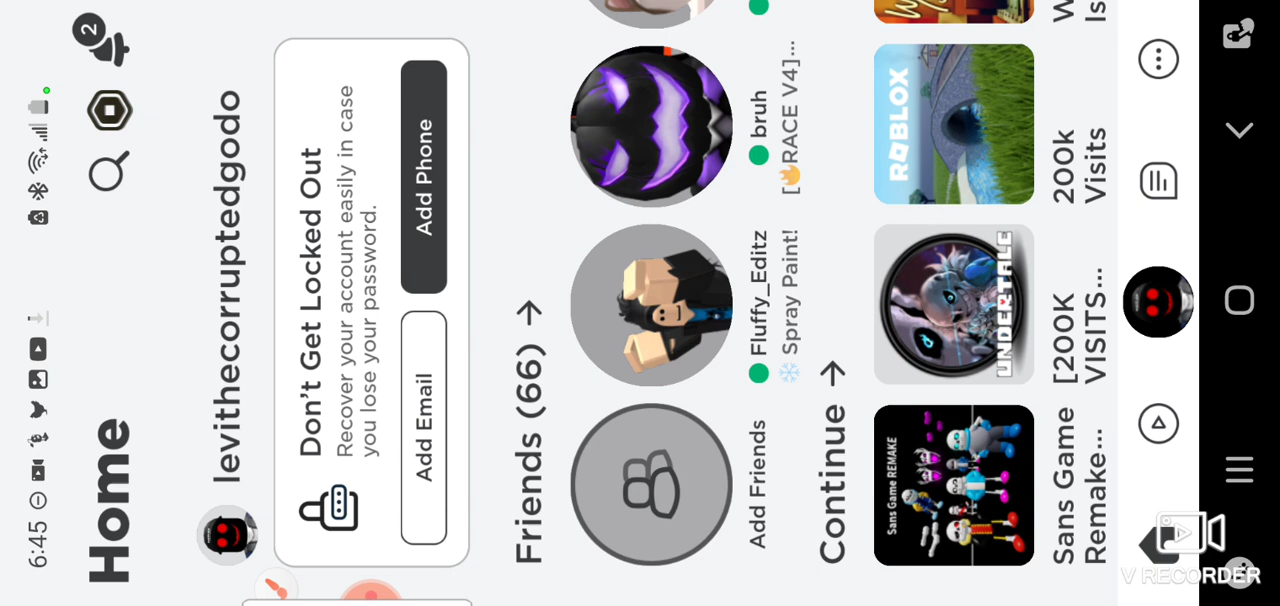 6:45
Home
2
levithecorruptedgodo
Don't Get Locked Out
Recover your account easily in case
you lose your password.
Add Email
Add Phone
Friends (66) →
Add Friends
Fluffy_Editz
❄️ Spray Paint!
bruh
[🔥RACE V4]...
Continue →
Sans Game REMAKE
UNDERSTALE
ROBLOX
Sans Game
Remake...
[200K
VISITS...
200k
Visits
W
Is
V RECORDER